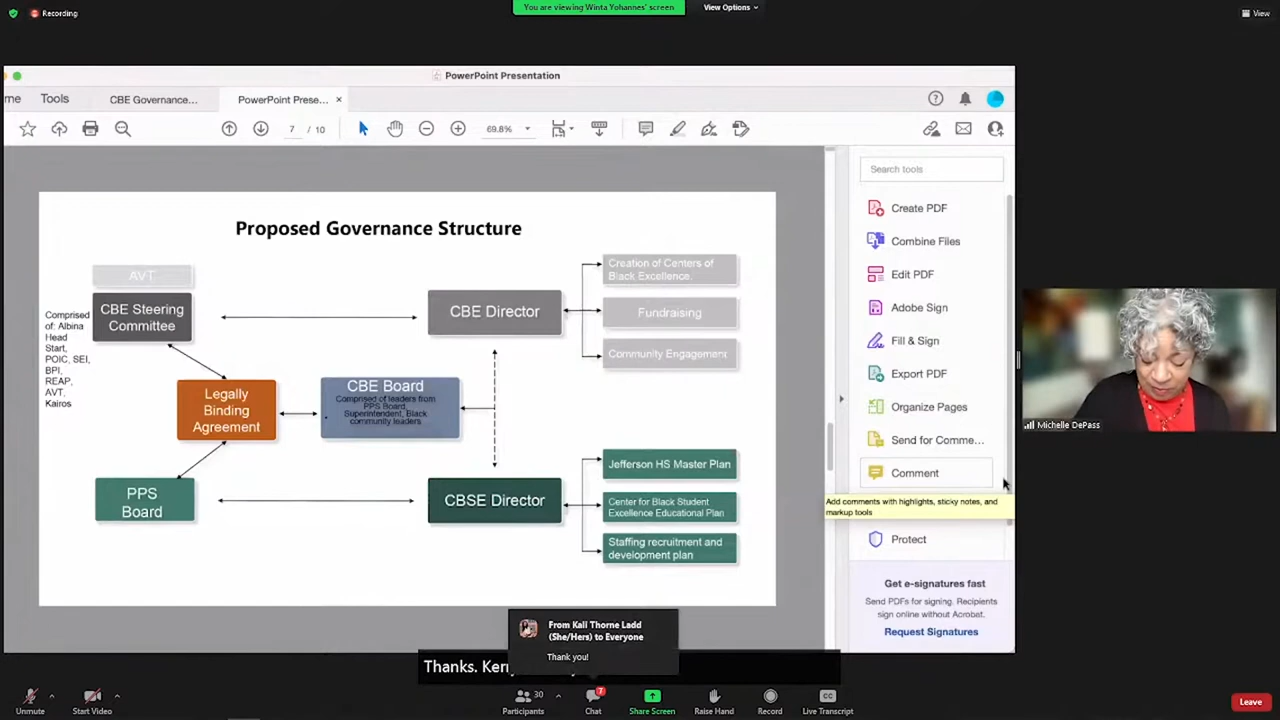 Recording
You are viewing Winta Yohannes' screen
View Options
View
PowerPoint Presentation
me
Tools
CBE Governance...
PowerPoint Prese...
×
7 / 10
69.8%
Search tools
Create PDF
Combine Files
Edit PDF
Adobe Sign
Fill & Sign
Export PDF
Organize Pages
Send for Comme...
Comment
Add comments with highlights, sticky notes, and
markup tools
Protect
Get e-signatures fast
Send PDFs for signing. Recipients
sign online without Acrobat.
Request Signatures
Proposed Governance Structure
AVT
CBE Steering
Committee
Comprised
of: Albina
Head
Start,
POIC, SEI,
BPI,
REAP,
AVT,
Kairos
Legally
Binding
Agreement
PPS
Board
CBE Board
Comprised of leaders from
PPS Board,
Superintendent, Black
community leaders
CBE Director
Creation of Centers of
Black Excellence.
Fundraising
Community Engagement
CBSE Director
Jefferson HS Master Plan
Center for Black Student
Excellence Educational Plan
Staffing recruitment and
development plan
Michelle DePass
From Kali Thorne Ladd
(She/Hers) to Everyone
Thank you!
Thanks.
Unmute
Start Video
Participants
30
Chat
7
Share Screen
Raise Hand
Record
CC
Live Transcript
Leave